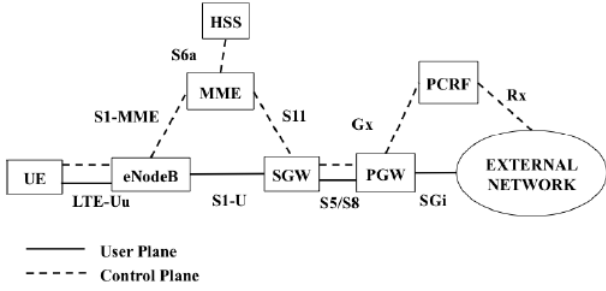 HSS
S6a
MME
PCRF
Rx
S1-MME
S11
Gx
UE
eNodeB
SGW
PGW
EXTERNAL
NETWORK
LTE-Uu
S1-U
S5/S8
SGi
User Plane
Control Plane